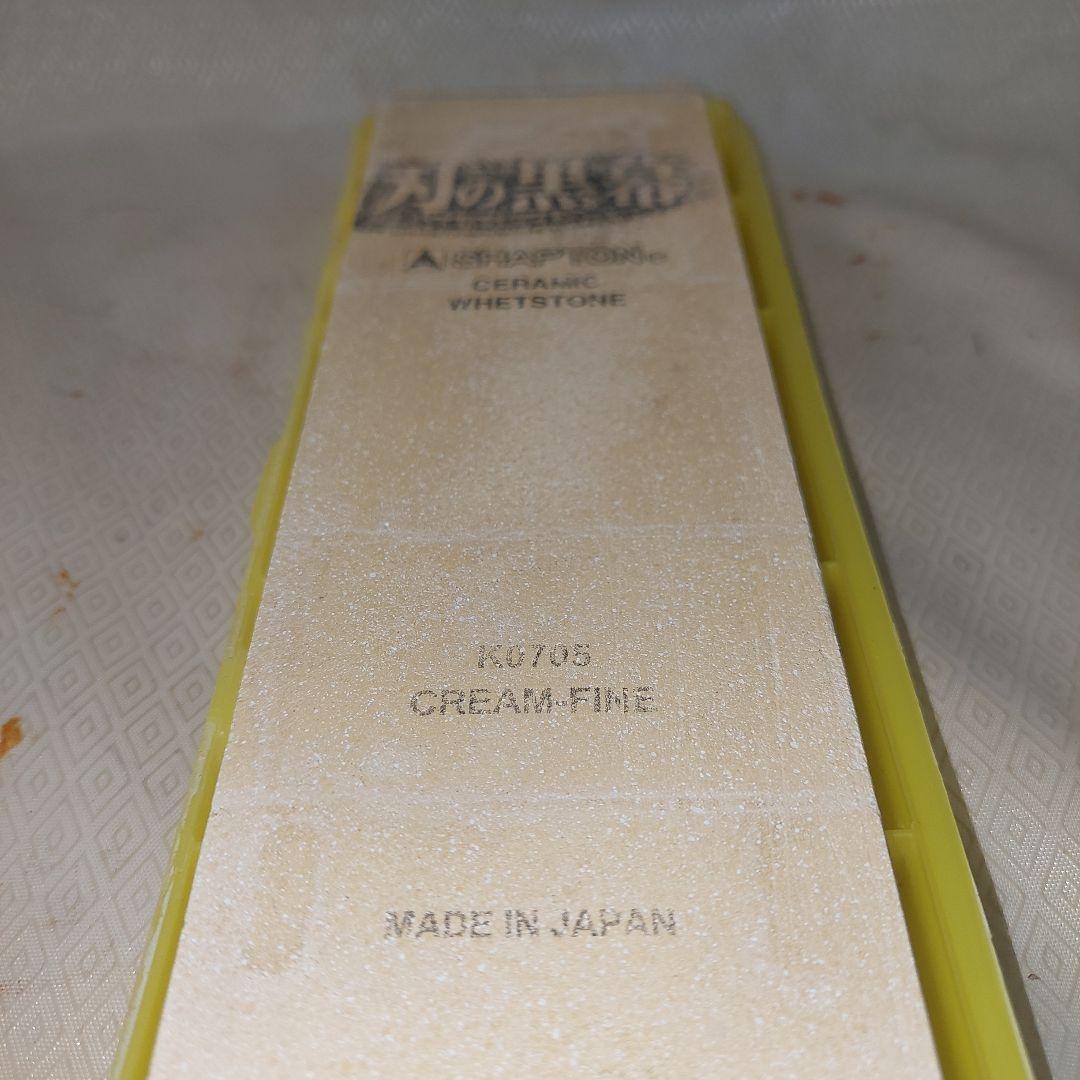 刃の黒幕
SHAPTON®
CERAMIC
WHETSTONE
K0705
CREAM-FINE
MADE IN JAPAN